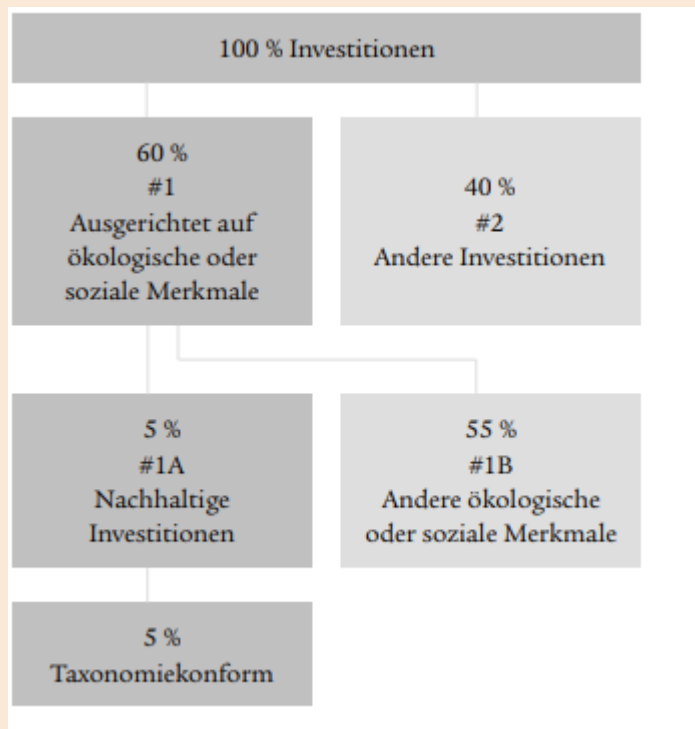 100 % Investitionen
60 %
#1
Ausgerichtet auf
ökologische oder
soziale Merkmale
40 %
#2
Andere Investitionen
5 %
#1A
Nachhaltige
Investitionen
55 %
#1B
Andere ökologische
oder soziale Merkmale
5 %
Taxonomiekonform